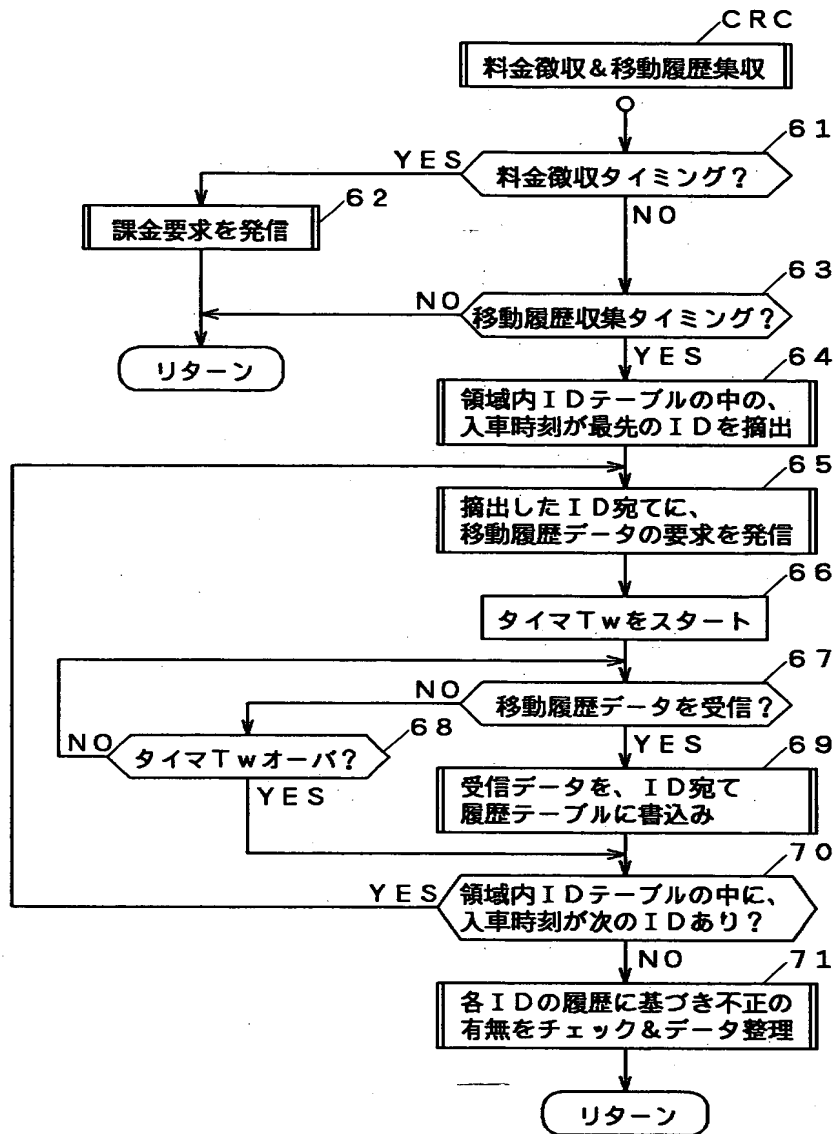 CRC
料金徴収&移動履歴集収
61
YES
料金徴収タイミング?
62
NO
課金要求を発信
63
NO
移動履歴収集タイミング?
YES
リターン
64
領域内IDテーブルの中の、
入車時刻が最先のIDを摘出
65
摘出したID宛てに、
移動履歴データの要求を発信
66
タイマTwをスタート
67
NO
移動履歴データを受信?
68
NO
タイマTwオーバ?
YES
69
YES
受信データを、ID宛て
履歴テーブルに書込み
70
YES
領域内IDテーブルの中に、
入車時刻が次のIDあり?
NO
71
各IDの履歴に基づき不正の
有無をチェック&データ整理
リターン